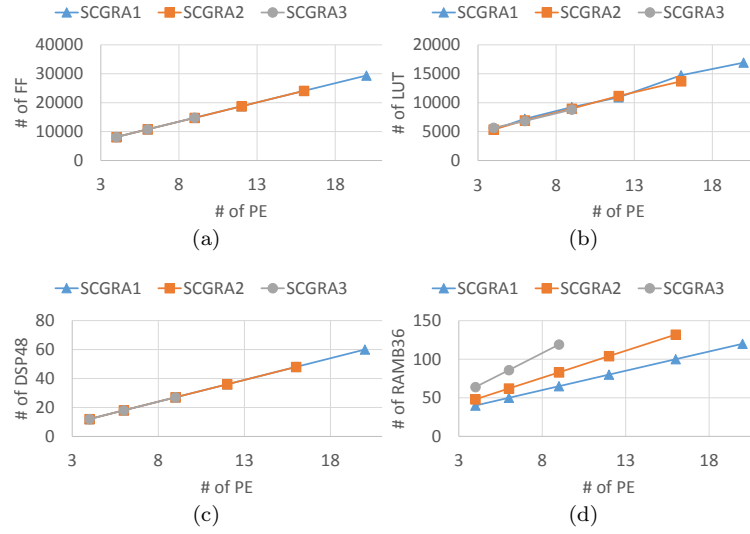 SCGRA1 SCGRA2 SCGRA3
40000
30000
20000
10000
0
# of FF
3 8 13 18
# of PE
(a)
SCGRA1 SCGRA2 SCGRA3
20000
15000
10000
5000
0
# of LUT
3 8 13 18
# of PE
(b)
SCGRA1 SCGRA2 SCGRA3
80
60
40
20
0
# of DSP48
3 8 13 18
# of PE
(c)
SCGRA1 SCGRA2 SCGRA3
150
100
50
0
# of RAMB36
3 8 13 18
# of PE
(d)